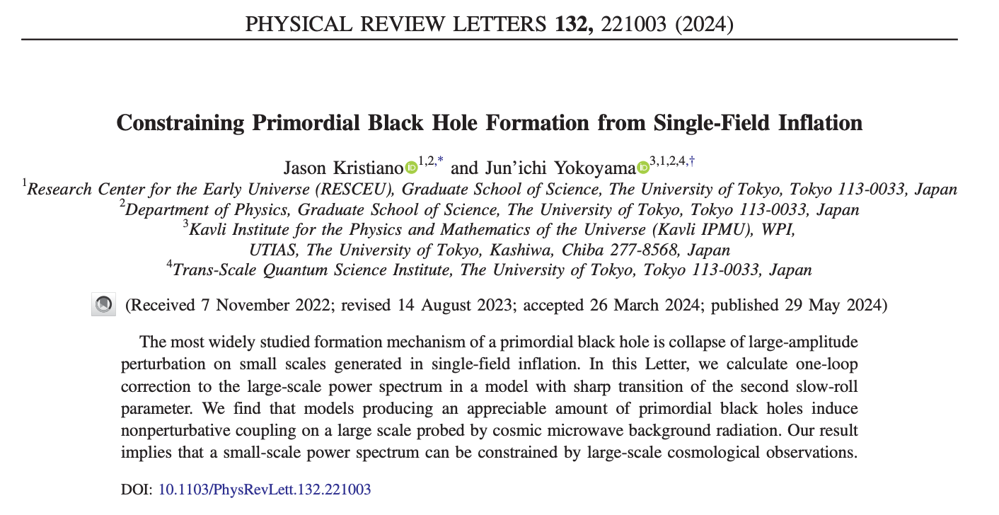 PHYSICAL REVIEW LETTERS 132, 221003 (2024)
Constraining Primordial Black Hole Formation from Single-Field Inflation
Jason Kristiano iD 1,2,* and Jun’ichi Yokoyama iD 3,1,2,4,†
1Research Center for the Early Universe (RESCEU), Graduate School of Science, The University of Tokyo, Tokyo 113-0033, Japan
2Department of Physics, Graduate School of Science, The University of Tokyo, Tokyo 113-0033, Japan
3Kavli Institute for the Physics and Mathematics of the Universe (Kavli IPMU), WPI,
UTIAS, The University of Tokyo, Kashiwa, Chiba 277-8568, Japan
4Trans-Scale Quantum Science Institute, The University of Tokyo, Tokyo 113-0033, Japan
(Received 7 November 2022; revised 14 August 2023; accepted 26 March 2024; published 29 May 2024)
The most widely studied formation mechanism of a primordial black hole is collapse of large-amplitude
perturbation on small scales generated in single-field inflation. In this Letter, we calculate one-loop
correction to the large-scale power spectrum in a model with sharp transition of the second slow-roll
parameter. We find that models producing an appreciable amount of primordial black holes induce
nonperturbative coupling on a large scale probed by cosmic microwave background radiation. Our result
implies that a small-scale power spectrum can be constrained by large-scale cosmological observations.
DOI: 10.1103/PhysRevLett.132.221003